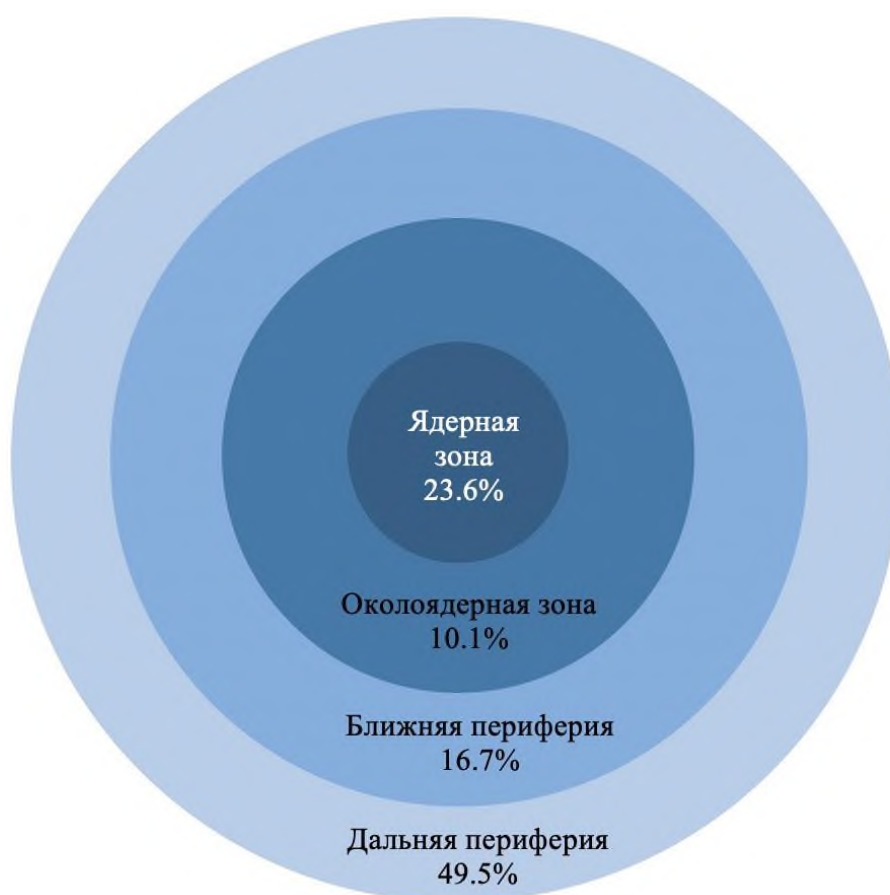 Ядерная
зона
23.6%
Околоядерная зона
10.1%
Ближняя периферия
16.7%
Дальняя периферия
49.5%